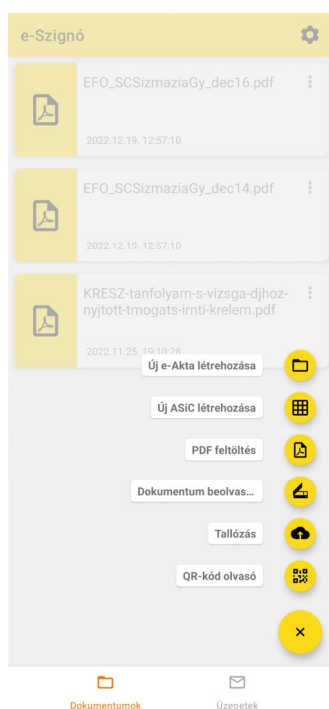 e-Szignó
EFO_SCSizmaziaGy_dec16.pdf
2022.12.19. 12:57:10
EFO_SCSizmaziaGy_dec14.pdf
2022.12.19. 12:57:10
KRESZ-tanfolyam-s-vizsga-djhoz-
nyjtott-tmogats-irnti-krelem.pdf
2022.11.25. 19:10:28
Új e-Akta létrehozása
Új ASiC létrehozása
PDF feltöltés
Dokumentum beolvas...
Tallózás
QR-kód olvasó
Dokumentumok
Üzenetek